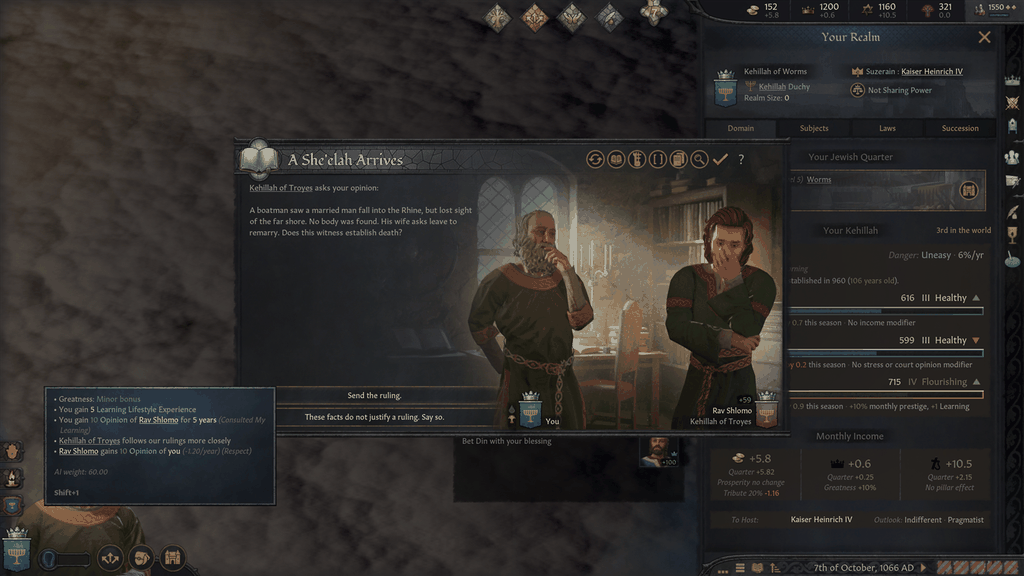 152
+5.8
1200
+0.6
1160
+10.5
321
0.0
1550
Your Realm
Kehillah of Worms
Kehillah Duchy
Realm Size: 0
Suzerain : Kaiser Heinrich IV
Not Sharing Power
Domain
Subjects
Laws
Succession
Your Jewish Quarter
Worms
Your Kehillah
3rd in the world
Danger: Uneasy · 6%/yr
established in 960 (106 years old).
616 III Healthy
0.7 this season · No income modifier
599 III Healthy
0.2 this season · No stress or court opinion modifier
715 IV Flourishing
0.9 this season · +10% monthly prestige, +1 Learning
Monthly Income
+5.8
Quarter +5.82
Prosperity no change
Tribute 20% -1.16
+0.6
Quarter +0.25
Greatness +10%
+10.5
Quarter +2.15
No pillar effect
To Host: Kaiser Heinrich IV
Outlook: Indifferent · Pragmatist
7th of October, 1066 AD
A She'elah Arrives
?
Kehillah of Troyes asks your opinion:
A boatman saw a married man fall into the Rhine, but lost sight
of the far shore. No body was found. His wife asks leave to
remarry. Does this witness establish death?
Send the ruling.
These facts do not justify a ruling. Say so.
You
+59
Rav Shlomo
Kehillah of Troyes
Bet Din with your blessing
+100
• Greatness: Minor bonus
• You gain 5 Learning Lifestyle Experience
• You gain 10 Opinion of Rav Shlomo for 5 years (Consulted My
Learning)
• Kehillah of Troyes follows our rulings more closely
• Rav Shlomo gains 10 Opinion of you (-1.20/year) (Respect)
AI weight: 60.00
Shift+1